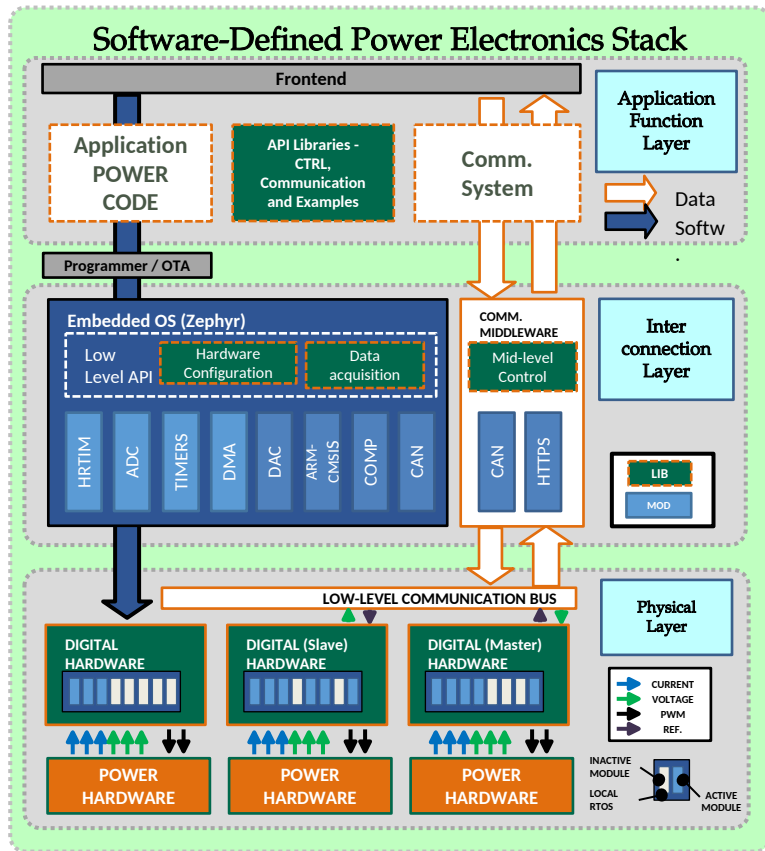 Software-Defined Power Electronics Stack
Frontend
Application
POWER
CODE
API Libraries -
CTRL,
Communication
and Examples
Comm.
System
Application
Function
Layer
Data
Softw
.
Programmer / OTA
Embedded OS (Zephyr)
Low
Level API
Hardware
Configuration
Data
acquisition
HRTIM
ADC
TIMERS
DMA
DAC
ARM-
CMSIS
COMP
CAN
COMM.
MIDDLEWARE
Mid-level
Control
CAN
HTTPS
Inter
connection
Layer
LIB
MOD
LOW-LEVEL COMMUNICATION BUS
DIGITAL
HARDWARE
DIGITAL (Slave)
HARDWARE
DIGITAL (Master)
HARDWARE
POWER
HARDWARE
POWER
HARDWARE
POWER
HARDWARE
Physical
Layer
CURRENT
VOLTAGE
PWM
REF.
INACTIVE
MODULE
LOCAL
RTOS
ACTIVE
MODULE